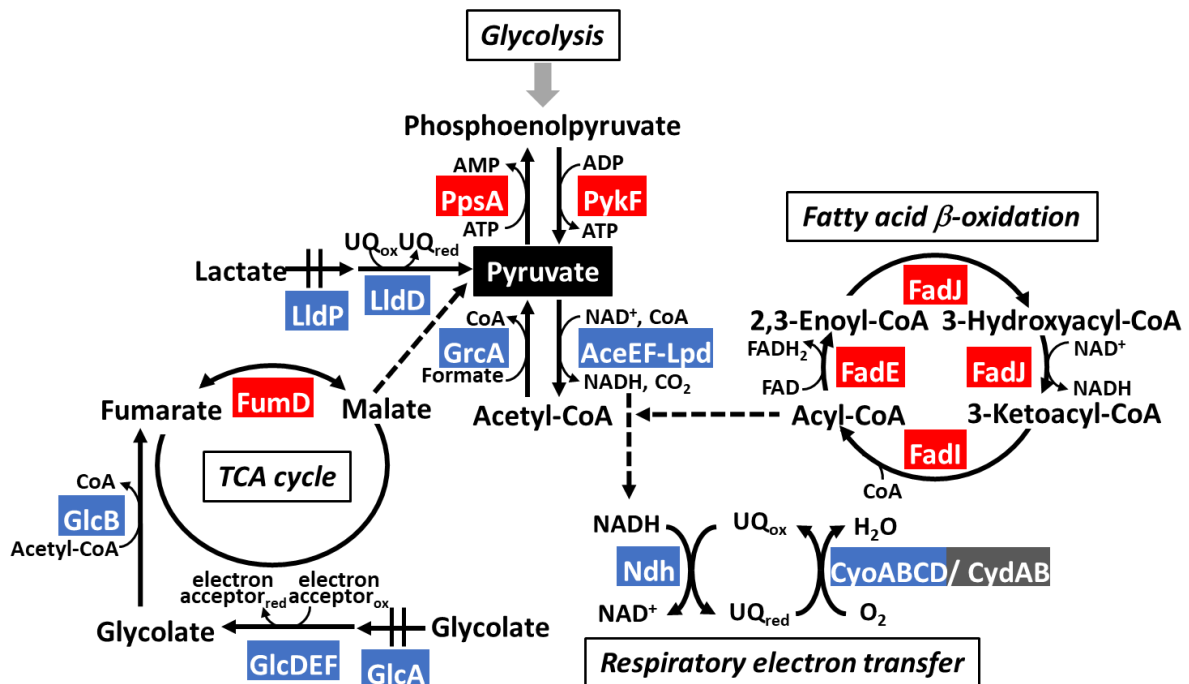 Glycolysis
Phosphoenolpyruvate
AMP
ADP
PpsA
PykF
ATP
ATP
Fatty acid β-oxidation
UQox UQred
Lactate
Pyruvate
LldP
LldD
FadJ
2,3-Enoyl-CoA
3-Hydroxyacyl-CoA
CoA
NAD+, CoA
GrcA
AceEF-Lpd
Formate
NADH, CO2
FADH2
FadE
FAD
FadJ
NAD+
NADH
Fumarate
FumD
Malate
Acetyl-CoA
Acyl-CoA
3-Ketoacyl-CoA
FadI
CoA
TCA cycle
CoA
GlcB
Acetyl-CoA
NADH
UQox
H2O
Ndh
CyoABCD/ CydAB
NAD+
UQred
O2
electron acceptorred
electron acceptorox
Glycolate
Glycolate
GlcDEF
GlcA
Respiratory electron transfer